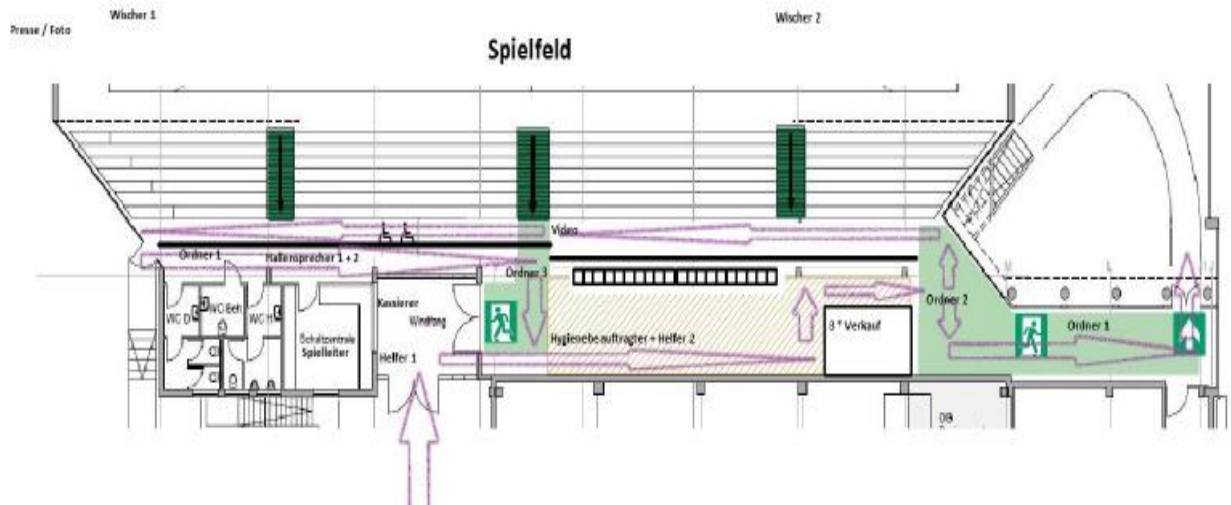 Wischer 1
Wischer 2
Presse / Foto
Spielfeld
Video
Ordner 1
Hallensprecher 1 + 2
Ordner 3
Ordner 2
WC D
WC Beh
WC H
Schaltzentrale
Spielleiter
Kassierer
Windfang
Helfer 1
Hygienebeauftragter + Helfer 2
3 * Verkauf
Ordner 1